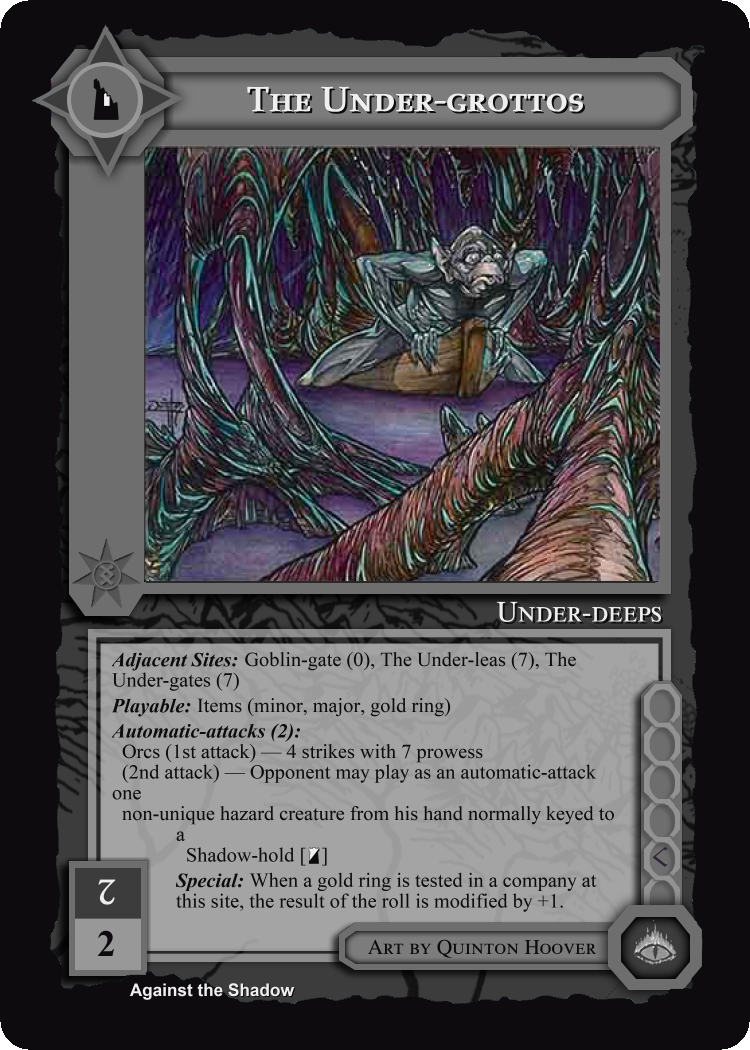 The Under-grottos
Under-deeps
Adjacent Sites: Goblin-gate (0), The Under-leas (7), The
Under-gates (7)
Playable: Items (minor, major, gold ring)
Automatic-attacks (2):
Orcs (1st attack) — 4 strikes with 7 prowess
(2nd attack) — Opponent may play as an automatic-attack
one
non-unique hazard creature from his hand normally keyed to
a
Shadow-hold [ ]
Special: When a gold ring is tested in a company at
this site, the result of the roll is modified by +1.
2
2
Art by Quinton Hoover
Against the Shadow